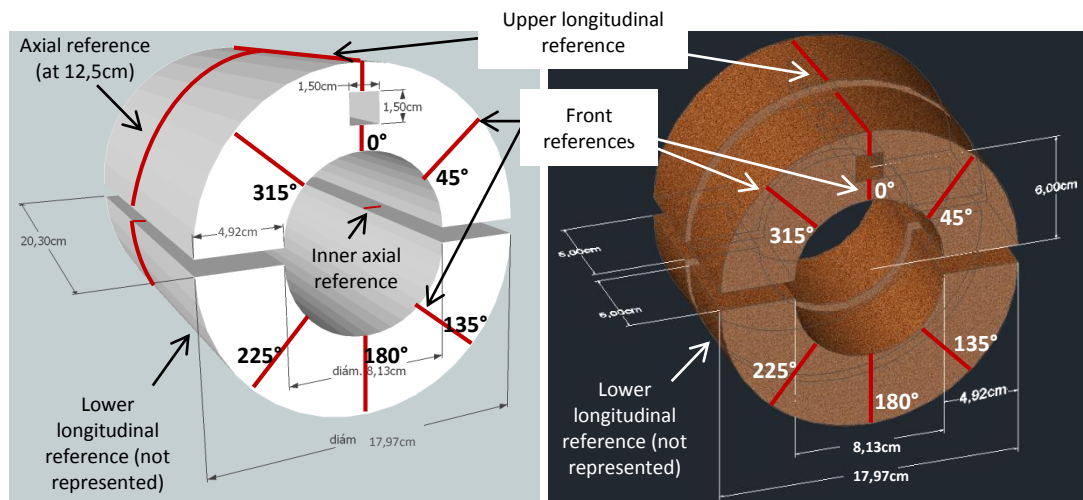 Upper longitudinal
reference
Axial reference
(at 12,5cm)
1,50cm
1,50cm
Front
references
0°
45°
315°
4,92cm
20,30cm
Inner axial
reference
135°
225°
180°
diám. 8,13cm
Lower
longitudinal
reference (not
represented)
diám 17,97cm
0°
45°
6,00cm
315°
5,00cm
5,00cm
135°
225°
180°
4,92cm
Lower
longitudinal
reference (not
represented)
8,13cm
17,97cm